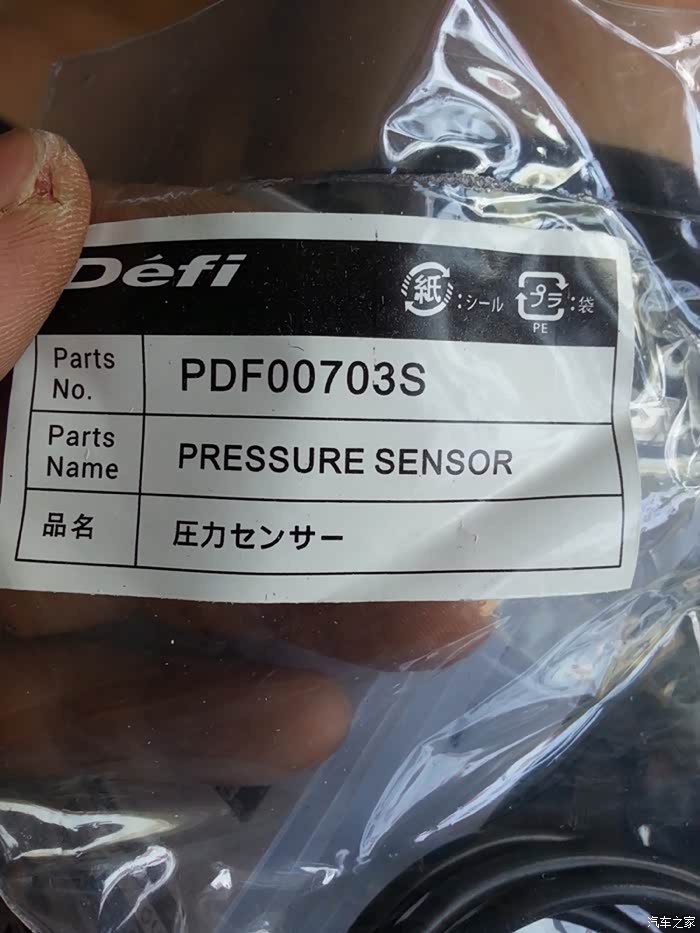 Défi
紙 :シール プラ :袋
PE
Parts No. PDF00703S
Parts Name PRESSURE SENSOR
品名 圧力センサー
汽车之家